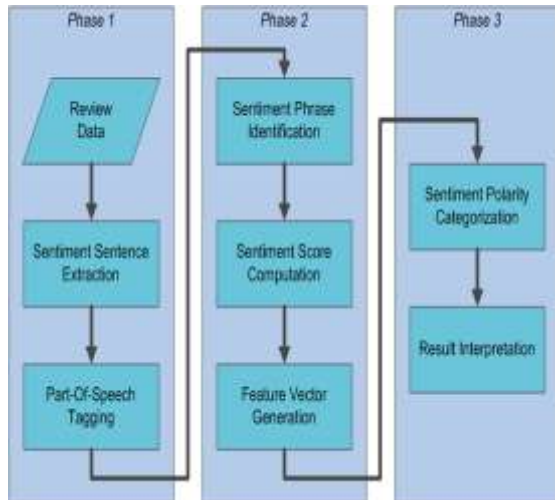 Phase 1
Review
Data
Sentiment Sentence
Extraction
Part-Of-Speech
Tagging
Phase 2
Sentiment Phrase
Identification
Sentiment Score
Computation
Feature Vector
Generation
Phase 3
Sentiment Polarity
Categorization
Result Interpretation